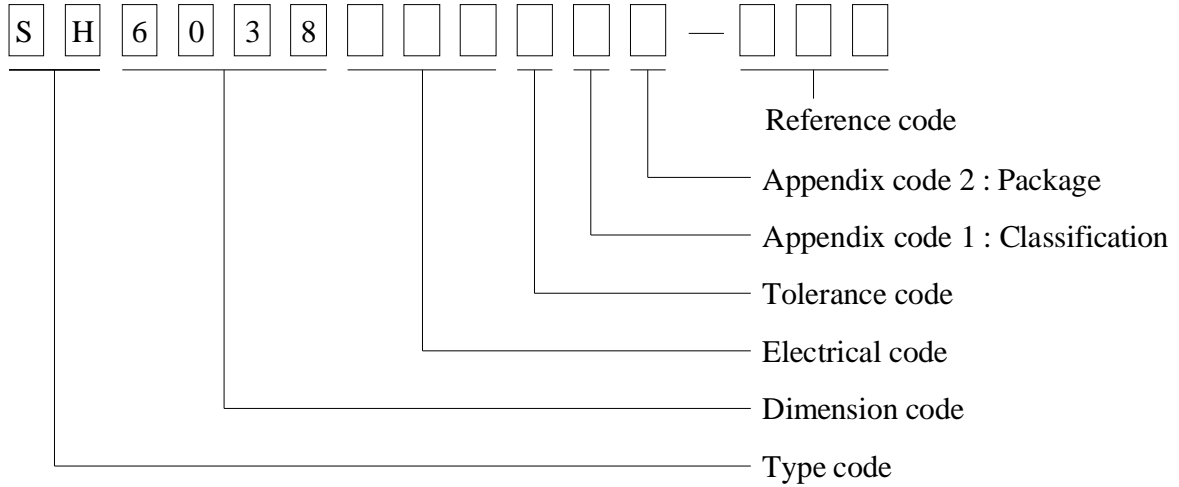 S H 6 0 3 8 —
Reference code
Appendix code 2 : Package
Appendix code 1 : Classification
Tolerance code
Electrical code
Dimension code
Type code